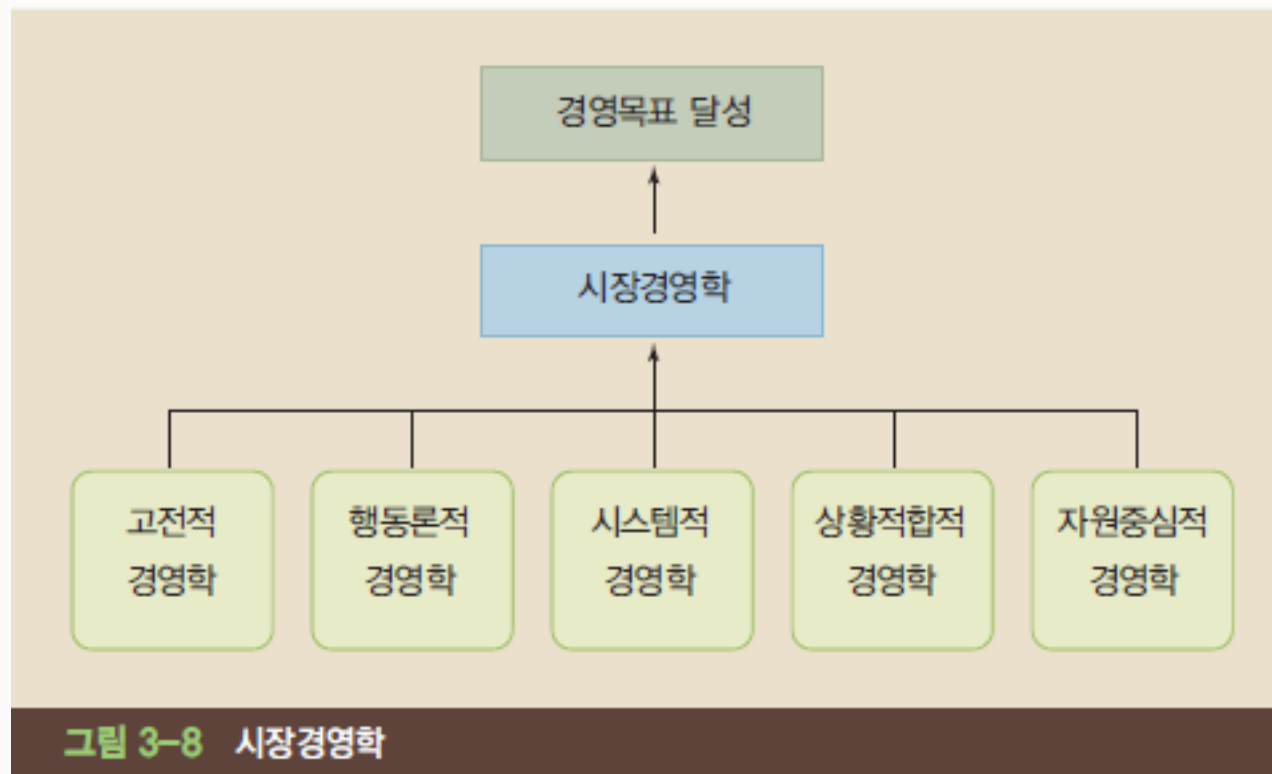 경영목표 달성
시장경영학
고전적
경영학
행동론적
경영학
시스템적
경영학
상황적합적
경영학
자원중심적
경영학
그림 3-8 시장경영학